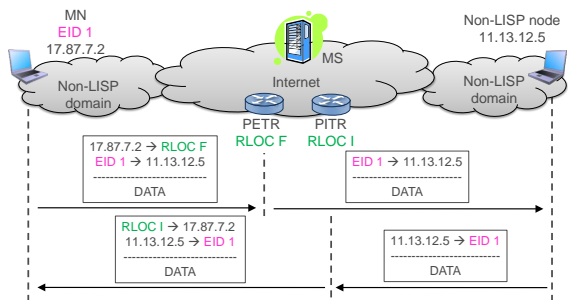 MN
EID 1
17.87.7.2
Non-LISP node
11.13.12.5
MS
Non-LISP
domain
Internet
Non-LISP
domain
PETR
RLOC F
PITR
RLOC I
17.87.7.2 → RLOC F
EID 1 → 11.13.12.5
------------------------
DATA
EID 1 → 11.13.12.5
------------------------
DATA
RLOC I → 17.87.7.2
11.13.12.5 → EID 1
------------------------
DATA
11.13.12.5 → EID 1
------------------------
DATA